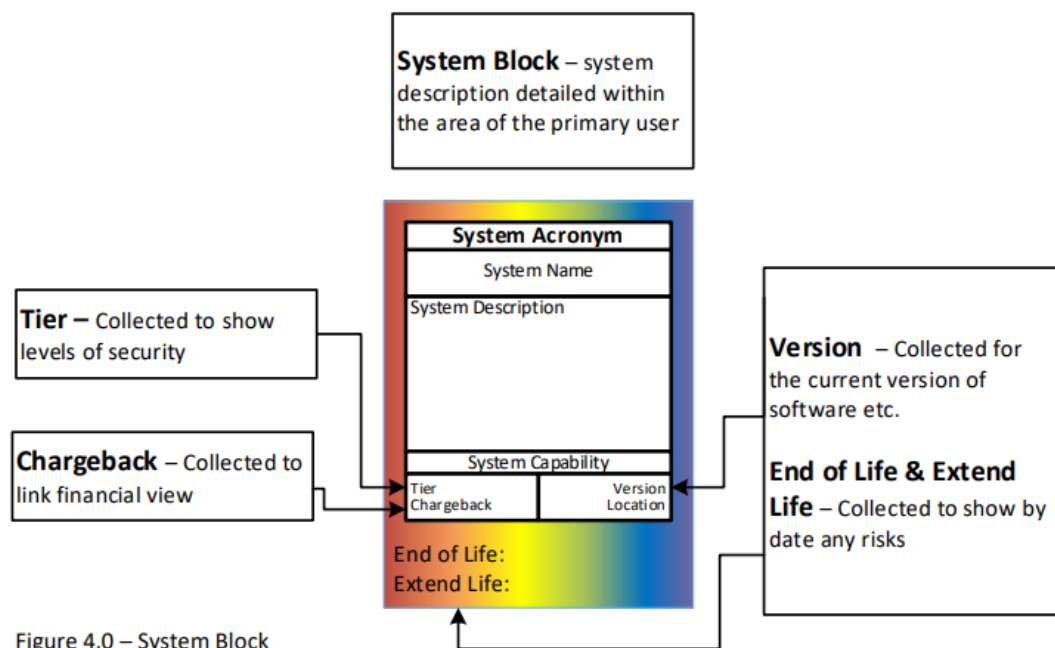 System Block – system
description detailed within
the area of the primary user
System Acronym
System Name
System Description
System Capability
Tier
Chargeback
Version
Location
End of Life:
Extend Life:
Tier – Collected to show
levels of security
Chargeback – Collected to
link financial view
Version – Collected for
the current version of
software etc.
End of Life & Extend
Life – Collected to show by
date any risks
Figure 4.0 – System Block